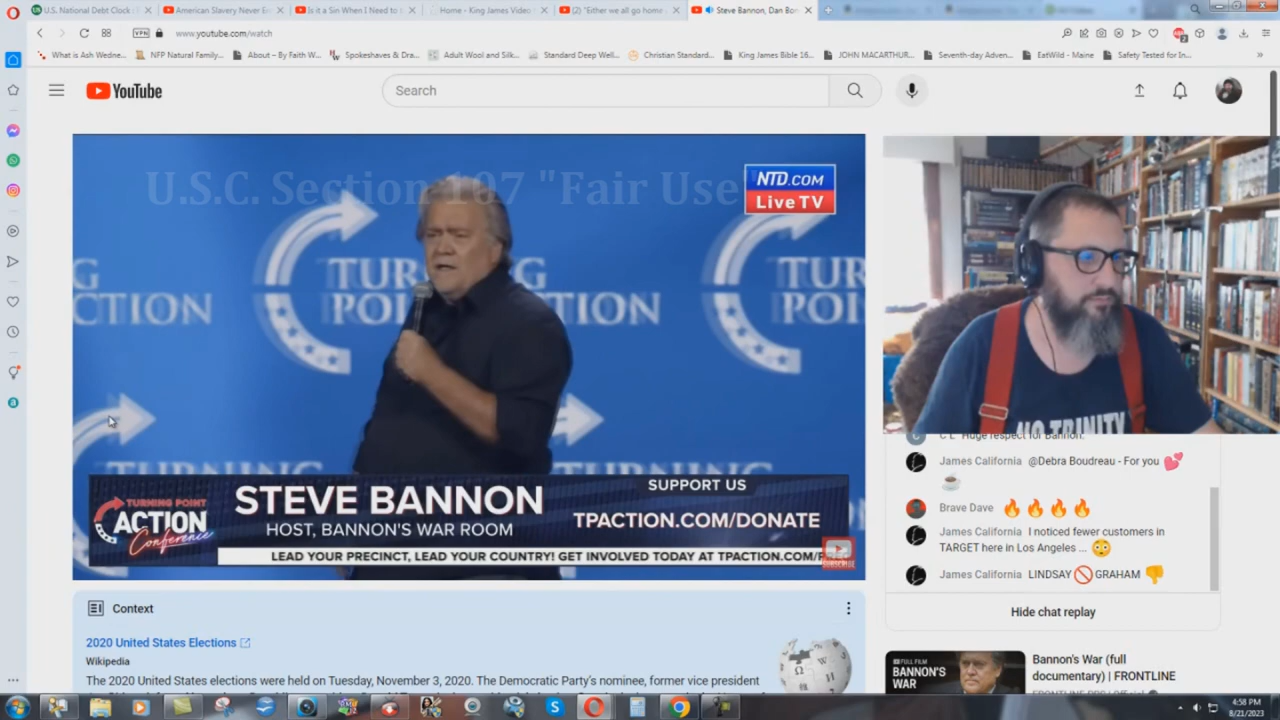 U.S. National Debt Clock :
American Slavery Never En
Is it a Sin When I Need to
Home - King James Video
(2) "Either we all go home
Steve Bannon, Dan Bon
VPN
www.youtube.com/watch
2
What is Ash Wedne...
NFP Natural Family...
About – By Faith W...
Spokeshaves & Dra...
Adult Wool and Silk...
Standard Deep Well...
Christian Standard...
King James Bible 16...
JOHN MACARTHUR...
Seventh-day Adven...
EatWild - Maine
Safety Tested for In...
YouTube
Search
U.S.C. Section 107 "Fair Use
NTD.COM
Live TV
TURNING
POINT
ACTION
TURNING
STEVE BANNON
HOST, BANNON'S WAR ROOM
SUPPORT US
TPACTION.COM/DONATE
TURNING POINT
ACTION
Conference
LEAD YOUR PRECINCT, LEAD YOUR COUNTRY! GET INVOLVED TODAY AT TPACTION.COM/
SUBSCRIBE
NO TRINITY
C L Huge respect for Bannon.
James California @Debra Boudreau - For you 💕
☕
Brave Dave 🔥🔥🔥🔥
James California I noticed fewer customers in
TARGET here in Los Angeles ... 😳
James California LINDSAY 🚫 GRAHAM 👎
Hide chat replay
Context
2020 United States Elections
Wikipedia
The 2020 United States elections were held on Tuesday, November 3, 2020. The Democratic Party's nominee, former vice president
FULL FILM
BANNON'S
WAR
Bannon's War (full
documentary) | FRONTLINE
4:58 PM
8/21/2023